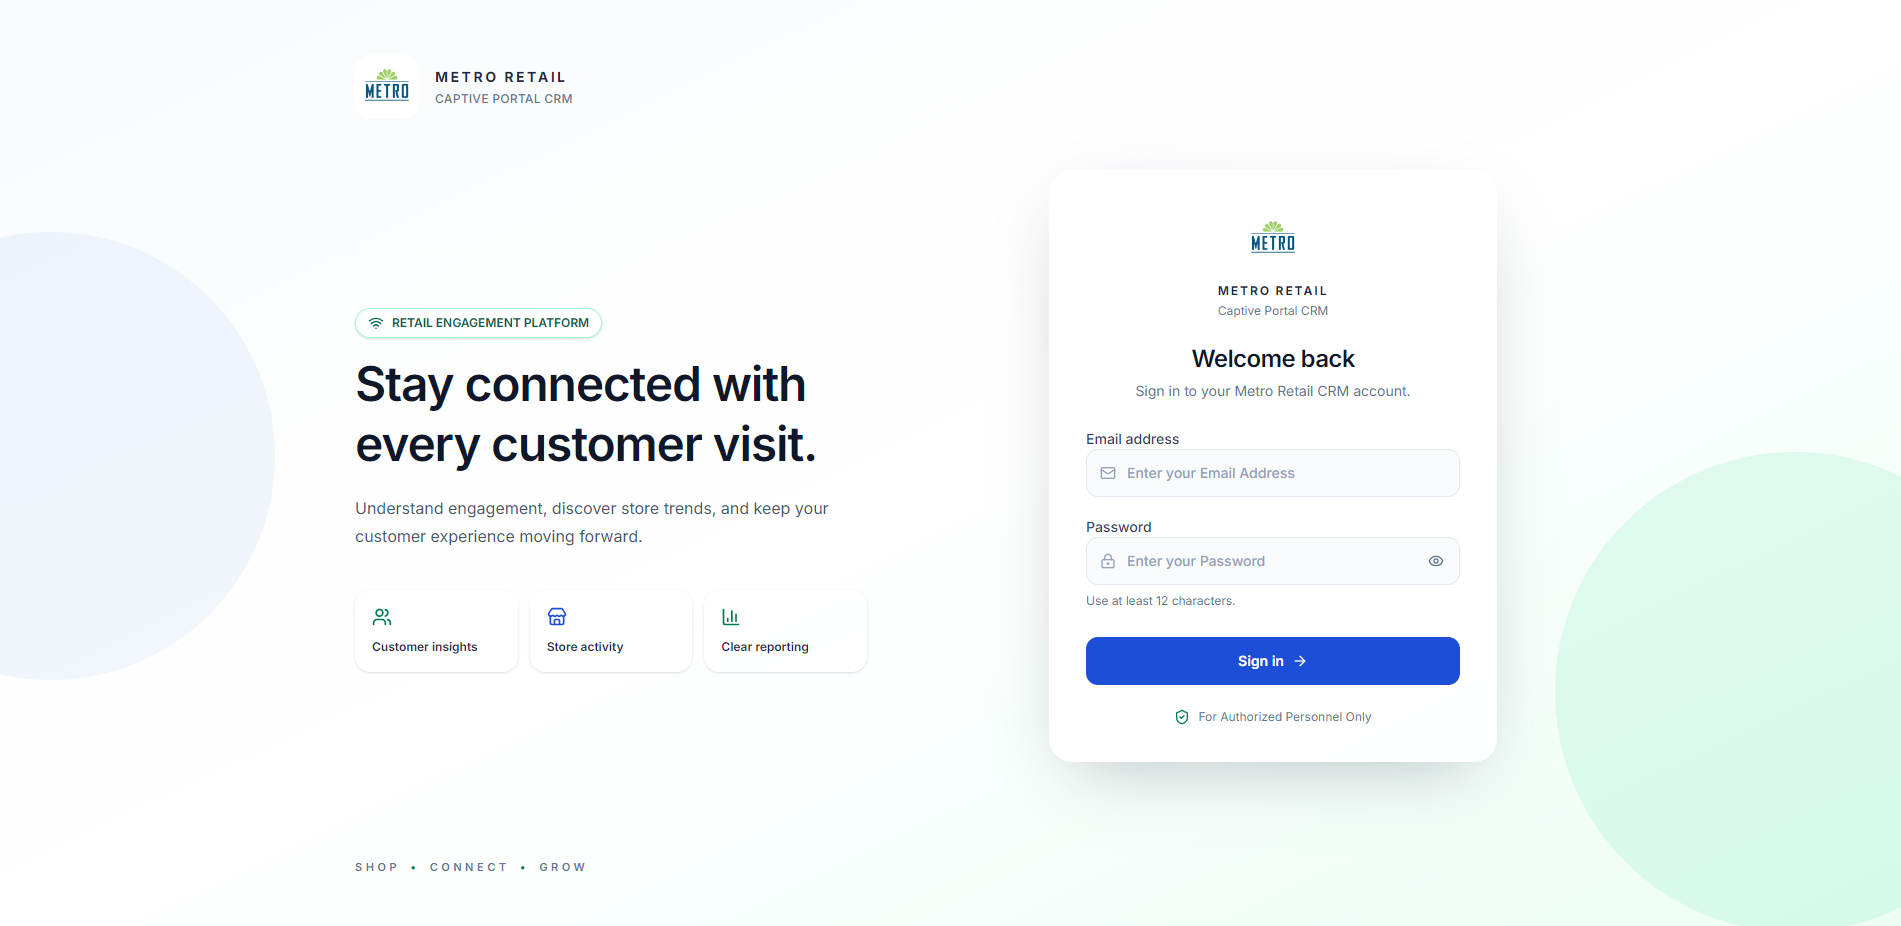 METRO
METRO RETAIL
CAPTIVE PORTAL CRM
RETAIL ENGAGEMENT PLATFORM
Stay connected with
every customer visit.
Understand engagement, discover store trends, and keep your
customer experience moving forward.
Customer insights
Store activity
Clear reporting
SHOP • CONNECT • GROW
METRO
METRO RETAIL
Captive Portal CRM
Welcome back
Sign in to your Metro Retail CRM account.
Email address
Enter your Email Address
Password
Enter your Password
Use at least 12 characters.
Sign in →
For Authorized Personnel Only